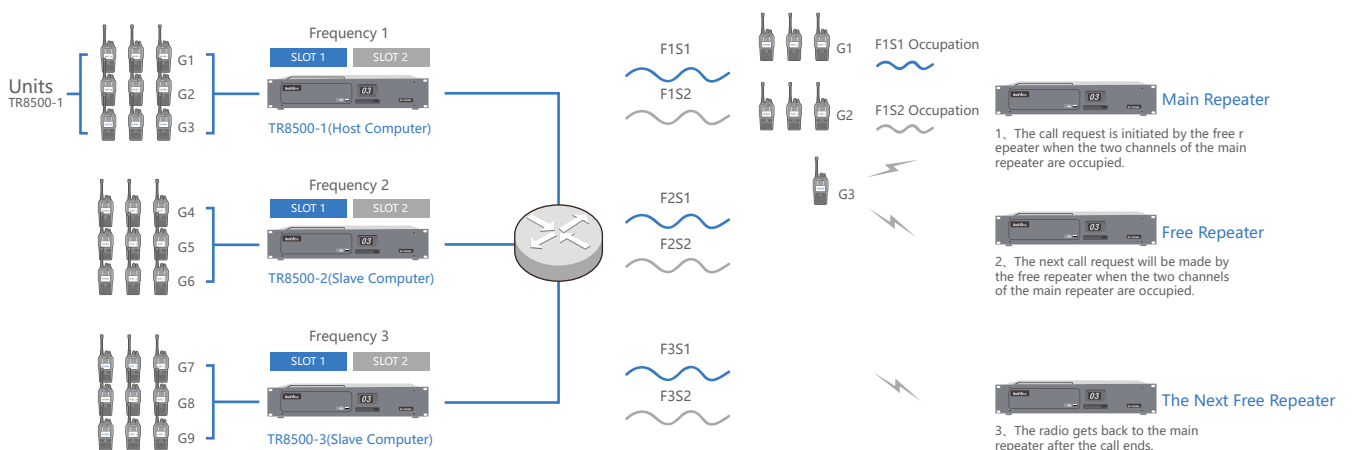 Units
TR8500-1
G1
G2
G3
Frequency 1
SLOT 1 SLOT 2
03
TR8500-1(Host Computer)
G4
G5
G6
Frequency 2
SLOT 1 SLOT 2
03
TR8500-2(Slave Computer)
G7
G8
G9
Frequency 3
SLOT 1 SLOT 2
03
TR8500-3(Slave Computer)
F1S1
F1S2
F2S1
F2S2
F3S1
F3S2
G1
F1S1 Occupation
G2
F1S2 Occupation
G3
03
Main Repeater
1、The call request is initiated by the free r
epeater when the two channels of the main
repeater are occupied.
03
Free Repeater
2、The next call request will be made by
the free repeater when the two channels
of the main repeater are occupied.
03
The Next Free Repeater
3、The radio gets back to the main
repeater after the call ends.